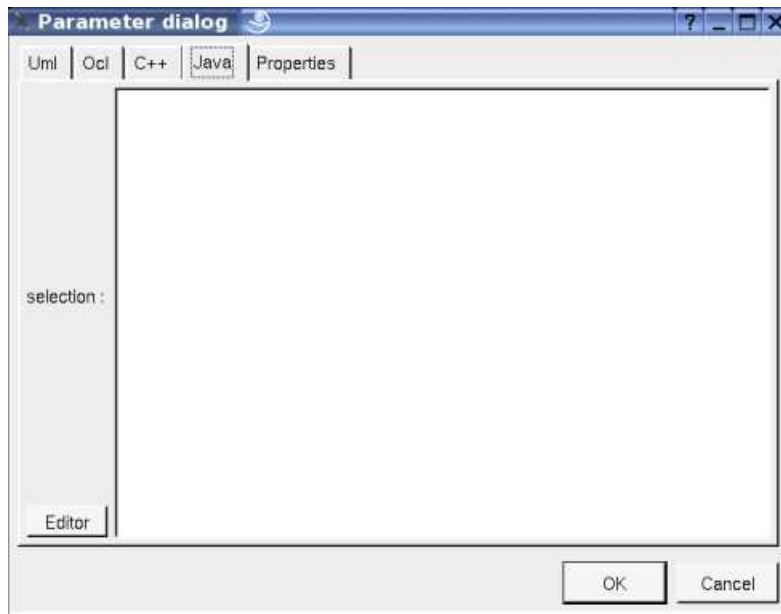 Parameter dialog
Uml Ocl C++ Java Properties
selection :
Editor
OK Cancel